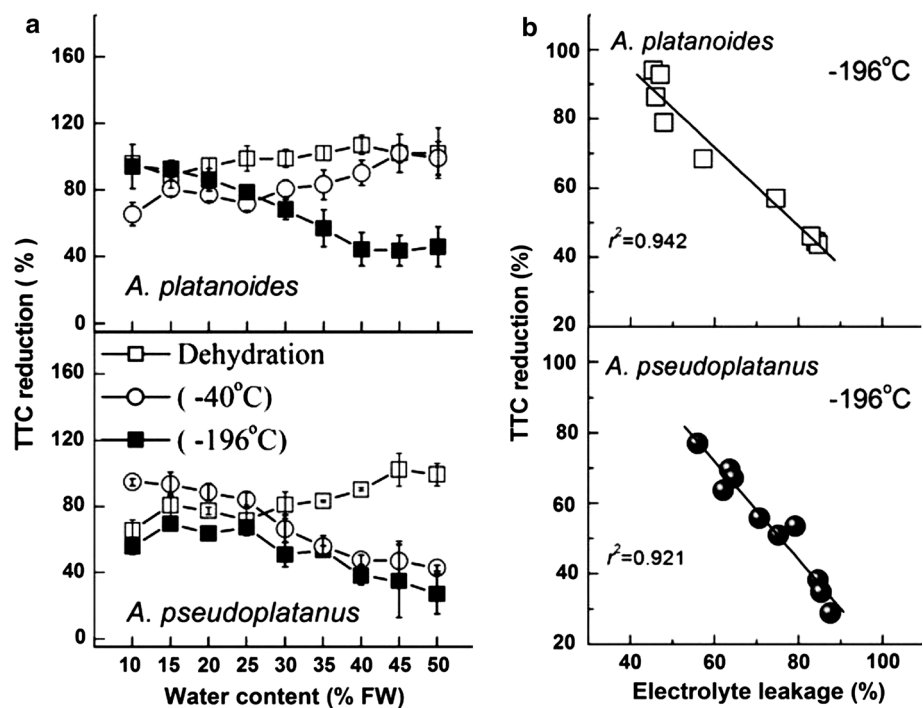 a
TTC reduction ( % )
160
120
80
40
0
A. platanoides
160
120
80
40
0
Dehydration
( -40°C)
( -196°C)
A. pseudoplatanus
10 15 20 25 30 35 40 45 50
Water content (% FW)
b
TTC reduction (%)
100
80
60
40
20
A. platanoides
-196°C
r²=0.942
100
80
60
40
20
A. pseudoplatanus
-196°C
r²=0.921
40 60 80 100
Electrolyte leakage (%)